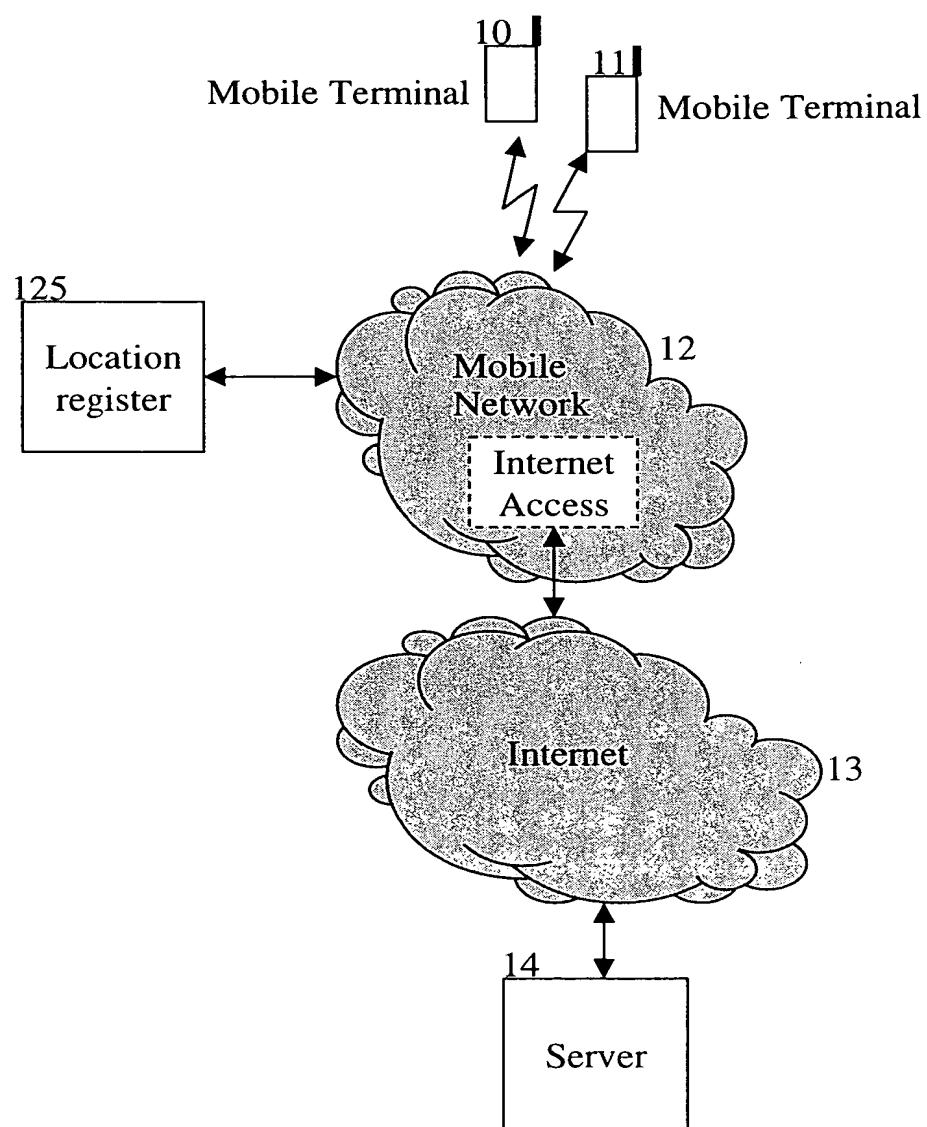 10
11
Mobile Terminal
Mobile Terminal
125
Location
register
12
Mobile
Network
Internet
Access
Internet
13
14
Server